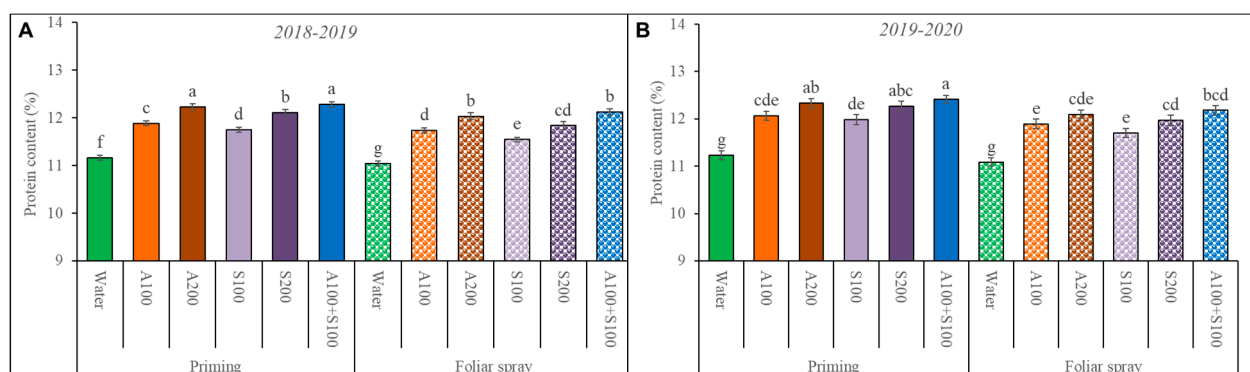 A
2018-2019
Protein content (%)
14
13
12
11
10
9
f
c
a
d
b
a
g
d
b
e
cd
b
Water
A100
A200
S100
S200
A100+S100
Water
A100
A200
S100
S200
A100+S100
Priming
Foliar spray
B
2019-2020
Protein content (%)
14
13
12
11
10
9
g
cde
ab
de
abc
a
g
e
cde
e
cd
bcd
Water
A100
A200
S100
S200
A100+S100
Water
A100
A200
S100
S200
A100+S100
Priming
Foliar spray